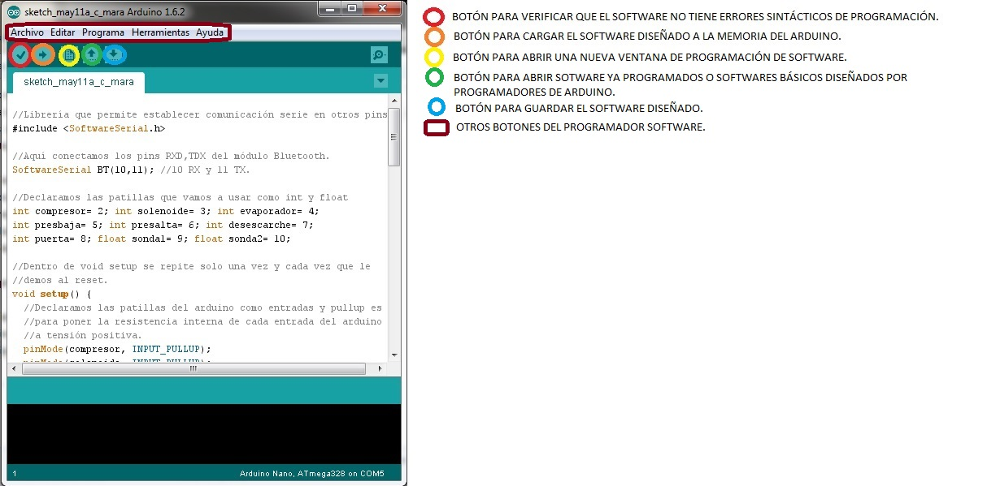 sketch_may11a_c_mara Arduino 1.6.2
Archivo Editar Programa Herramientas Ayuda
sketch_may11a_c_mara
//Librería que permite establecer comunicación serie en otros pins
#include <SoftwareSerial.h>
//Aqui conectamos los pins RXD,TDX del módulo Bluetooth.
SoftwareSerial BT(10,11); //10 RX y 11 TX.
//Declaramos las patillas que vamos a usar como int y float
int compresor= 2; int solenoide= 3; int evaporador= 4;
int presbaja= 5; int presalta= 6; int desescarche= 7;
int puerta= 8; float sonda1= 9; float sonda2= 10;
//Dentro de void setup se repite solo una vez y cada vez que le
//demos al reset.
void setup() {
//Declaramos las patillas del arduino como entradas y pullup es
//para poner la resistencia interna de cada entrada del arduino
//a tensión positiva.
pinMode(compresor, INPUT_PULLUP);
pinMode(solenoide, INPUT_PULLUP);
1
Arduino Nano, ATmega328 on COM5
BOTÓN PARA VERIFICAR QUE EL SOFTWARE NO TIENE ERRORES SINTÁCTICOS DE PROGRAMACIÓN.
BOTÓN PARA CARGAR EL SOFTWARE DISEÑADO A LA MEMORIA DEL ARDUINO.
BOTÓN PARA ABRIR UNA NUEVA VENTANA DE PROGRAMACIÓN DE SOFTWARE.
BOTÓN PARA ABRIR SOTWARE YA PROGRAMADOS O SOFTWARES BÁSICOS DISEÑADOS POR
PROGRAMADORES DE ARDUINO.
BOTÓN PARA GUARDAR EL SOFTWARE DISEÑADO.
OTROS BOTONES DEL PROGRAMADOR SOFTWARE.